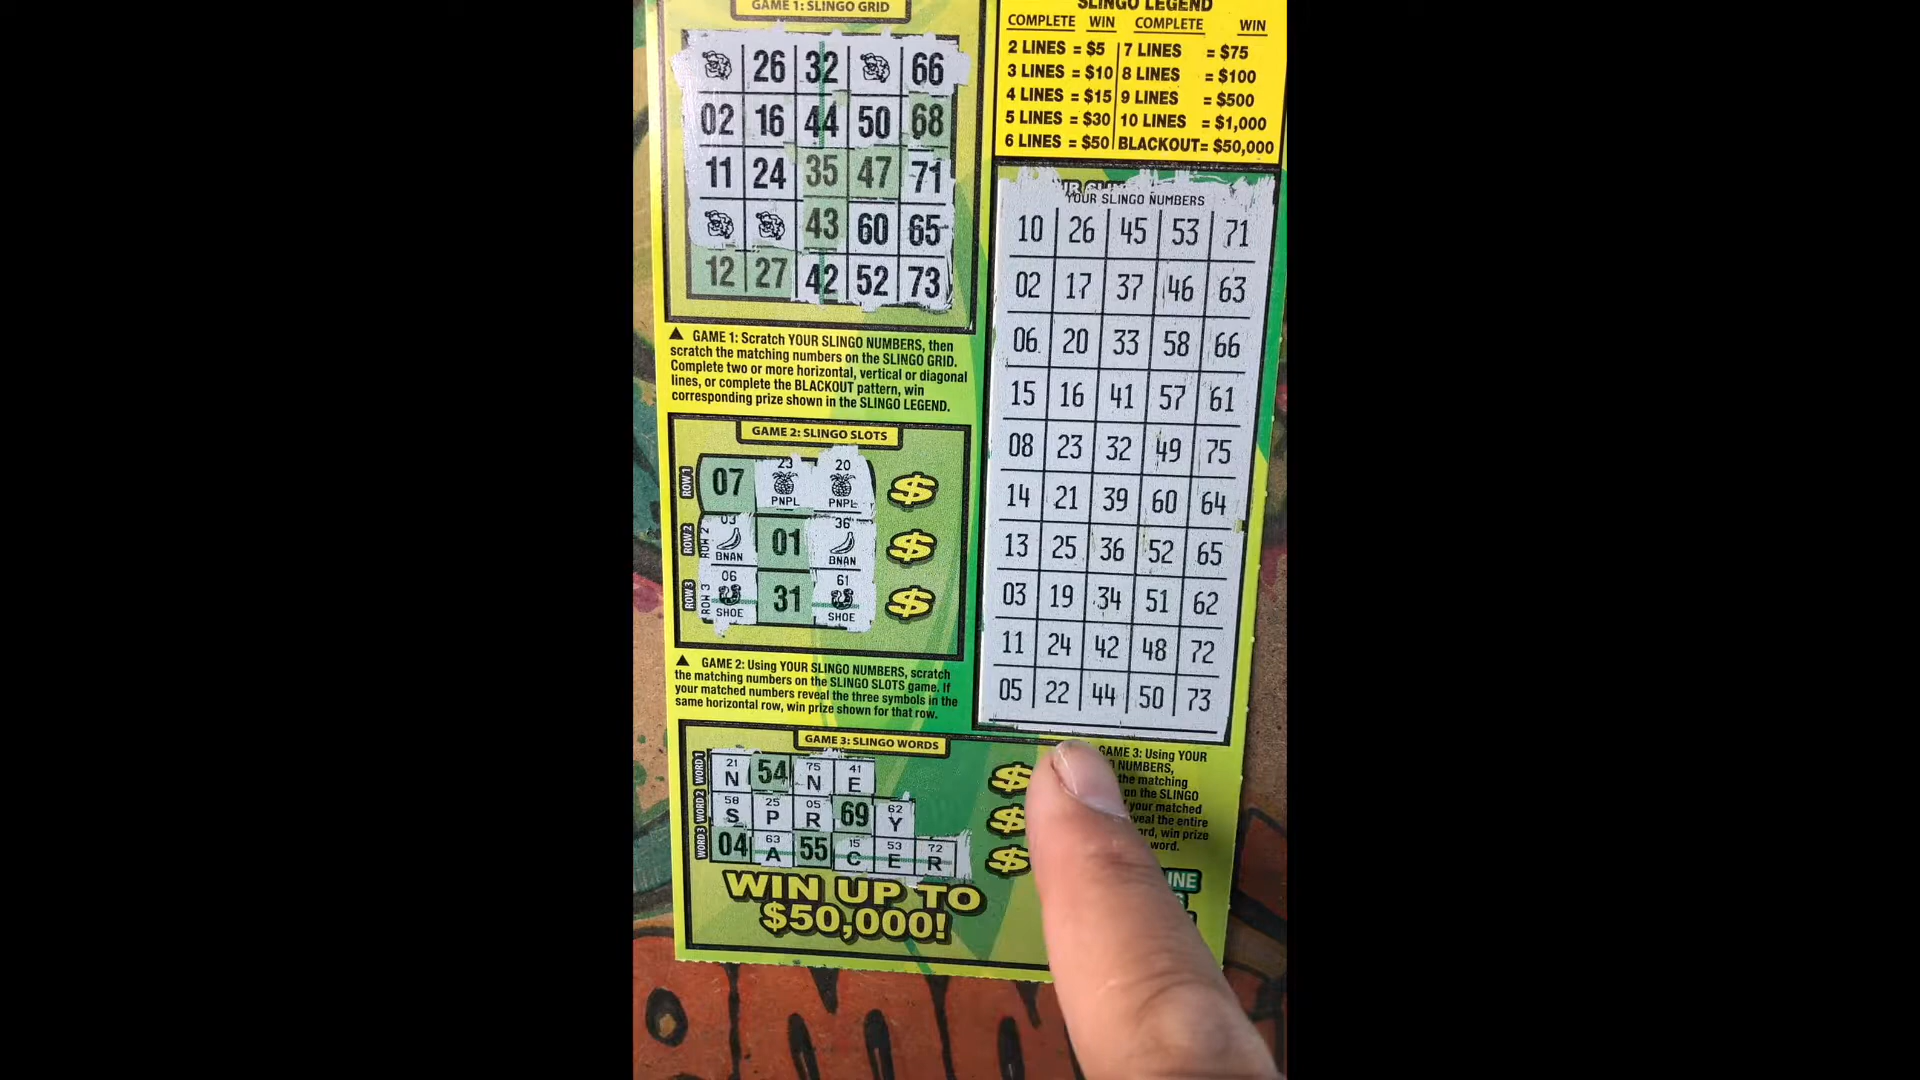 GAME 1: SLINGO GRID
26 32 66
02 16 44 50 68
11 24 35 47 71
43 60 65
12 27 42 52 73
SLINGO LEGEND
COMPLETE WIN COMPLETE WIN
2 LINES = $5 7 LINES = $75
3 LINES = $10 8 LINES = $100
4 LINES = $15 9 LINES = $500
5 LINES = $30 10 LINES = $1,000
6 LINES = $50 BLACKOUT= $50,000
YOUR SLINGO NUMBERS
10 26 45 53 71
02 17 37 46 63
06 20 33 58 66
15 16 41 57 61
08 23 32 49 75
14 21 39 60 64
13 25 36 52 65
03 19 34 51 62
11 24 42 48 72
05 22 44 50 73
▲ GAME 1: Scratch YOUR SLINGO NUMBERS, then
scratch the matching numbers on the SLINGO GRID.
Complete two or more horizontal, vertical or diagonal
lines, or complete the BLACKOUT pattern, win
corresponding prize shown in the SLINGO LEGEND.
GAME 2: SLINGO SLOTS
ROW 1
07
23
PNPL
20
PNPL
$
ROW 2
ROW 2
03
BNAN
01
36
BNAN
$
ROW 3
ROW 3
06
SHOE
31
61
SHOE
$
▲ GAME 2: Using YOUR SLINGO NUMBERS, scratch
the matching numbers on the SLINGO SLOTS game. If
your matched numbers reveal the three symbols in the
same horizontal row, win prize shown for that row.
GAME 3: SLINGO WORDS
WORD 1
21 54 75 41
N N E
$
WORD 2
58 25 05 69 62
S P R Y
$
WORD 3
04 63 55 15 53 72
A C E R
$
WIN UP TO
$50,000!
GAME 3: Using YOUR
NUMBERS,
the matching
on the SLINGO
your matched
the entire
win prize
word.